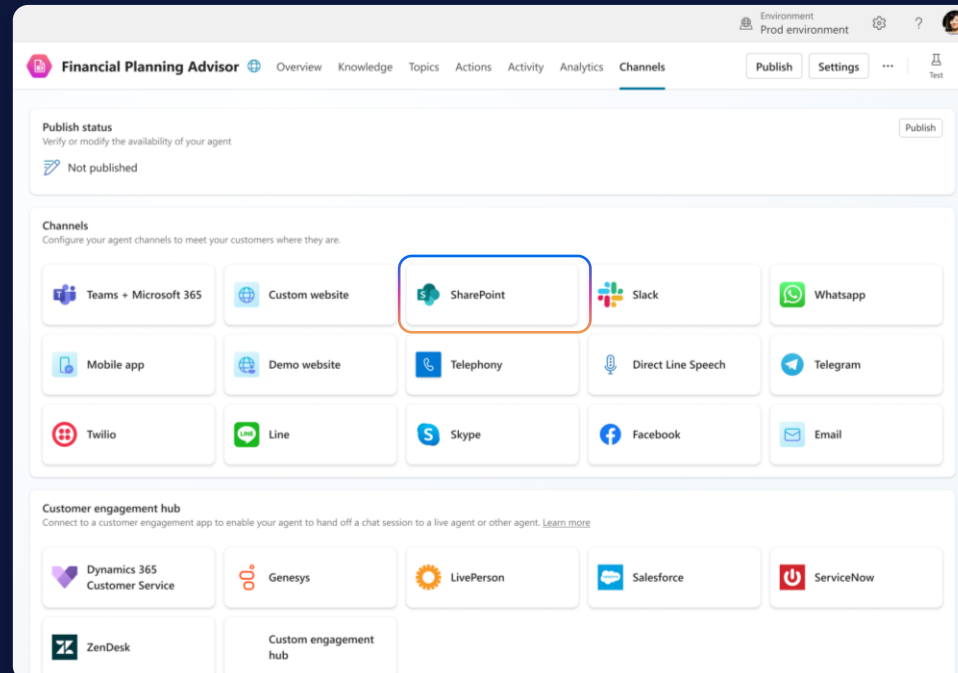 Environment
Prod environment
?
Financial Planning Advisor
Overview
Knowledge
Topics
Actions
Activity
Analytics
Channels
Publish
Settings
...
Test
Publish status
Verify or modify the availability of your agent
Publish
Not published
Channels
Configure your agent channels to meet your customers where they are.
Teams + Microsoft 365
Custom website
SharePoint
Slack
Whatsapp
Mobile app
Demo website
Telephony
Direct Line Speech
Telegram
Twilio
LINE
Line
Skype
Facebook
Email
Customer engagement hub
Connect to a customer engagement app to enable your agent to hand off a chat session to a live agent or other agent. Learn more
Dynamics 365
Customer Service
Genesys
LivePerson
Salesforce
ServiceNow
ZenDesk
Custom engagement
hub